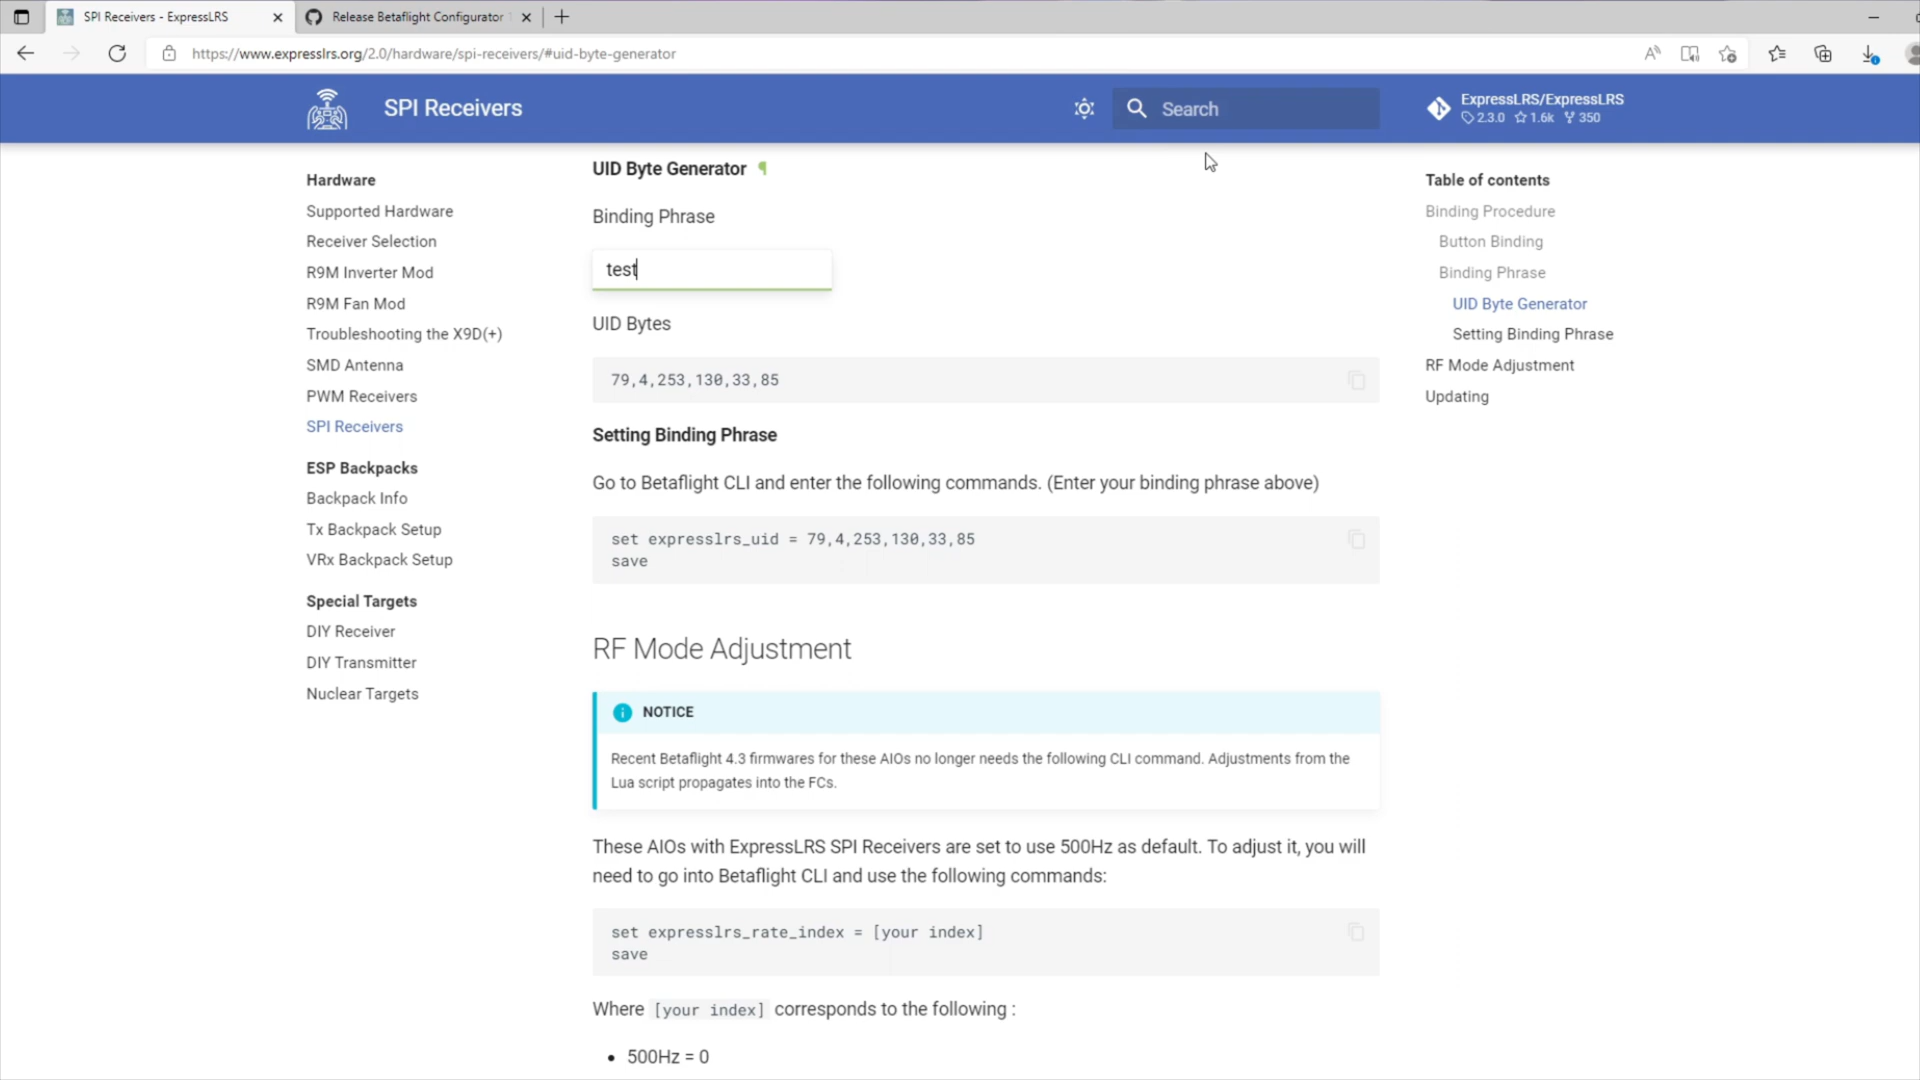 SPI Receivers - ExpressLRS
Release Betaflight Configurator
https://www.expresslrs.org/2.0/hardware/spi-receivers/#uid-byte-generator
SPI Receivers
Search
ExpressLRS/ExpressLRS
2.3.0 1.6k 350
Hardware
Supported Hardware
Receiver Selection
R9M Inverter Mod
R9M Fan Mod
Troubleshooting the X9D(+)
SMD Antenna
PWM Receivers
SPI Receivers
ESP Backpacks
Backpack Info
Tx Backpack Setup
VRx Backpack Setup
Special Targets
DIY Receiver
DIY Transmitter
Nuclear Targets
UID Byte Generator ¶
Binding Phrase
test
UID Bytes
79,4,253,130,33,85
Setting Binding Phrase
Go to Betaflight CLI and enter the following commands. (Enter your binding phrase above)
set expresslrs_uid = 79,4,253,130,33,85
save
RF Mode Adjustment
NOTICE
Recent Betaflight 4.3 firmwares for these AIOs no longer needs the following CLI command. Adjustments from the
Lua script propagates into the FCs.
These AIOs with ExpressLRS SPI Receivers are set to use 500Hz as default. To adjust it, you will
need to go into Betaflight CLI and use the following commands:
set expresslrs_rate_index = [your index]
save
Where [your index] corresponds to the following :
• 500Hz = 0
Table of contents
Binding Procedure
Button Binding
Binding Phrase
UID Byte Generator
Setting Binding Phrase
RF Mode Adjustment
Updating